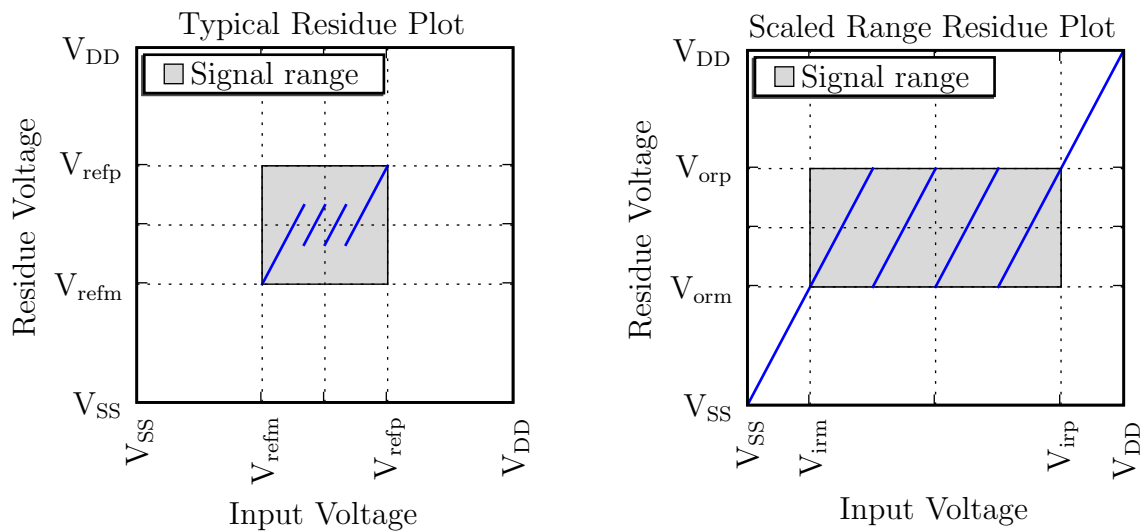 Typical Residue Plot
V_DD
Signal range
V_refp
V_refm
V_SS
Residue Voltage
V_SS
V_refm
V_refp
V_DD
Input Voltage
Scaled Range Residue Plot
V_DD
Signal range
V_orp
V_orm
V_SS
Residue Voltage
V_SS
V_irm
V_irp
V_DD
Input Voltage